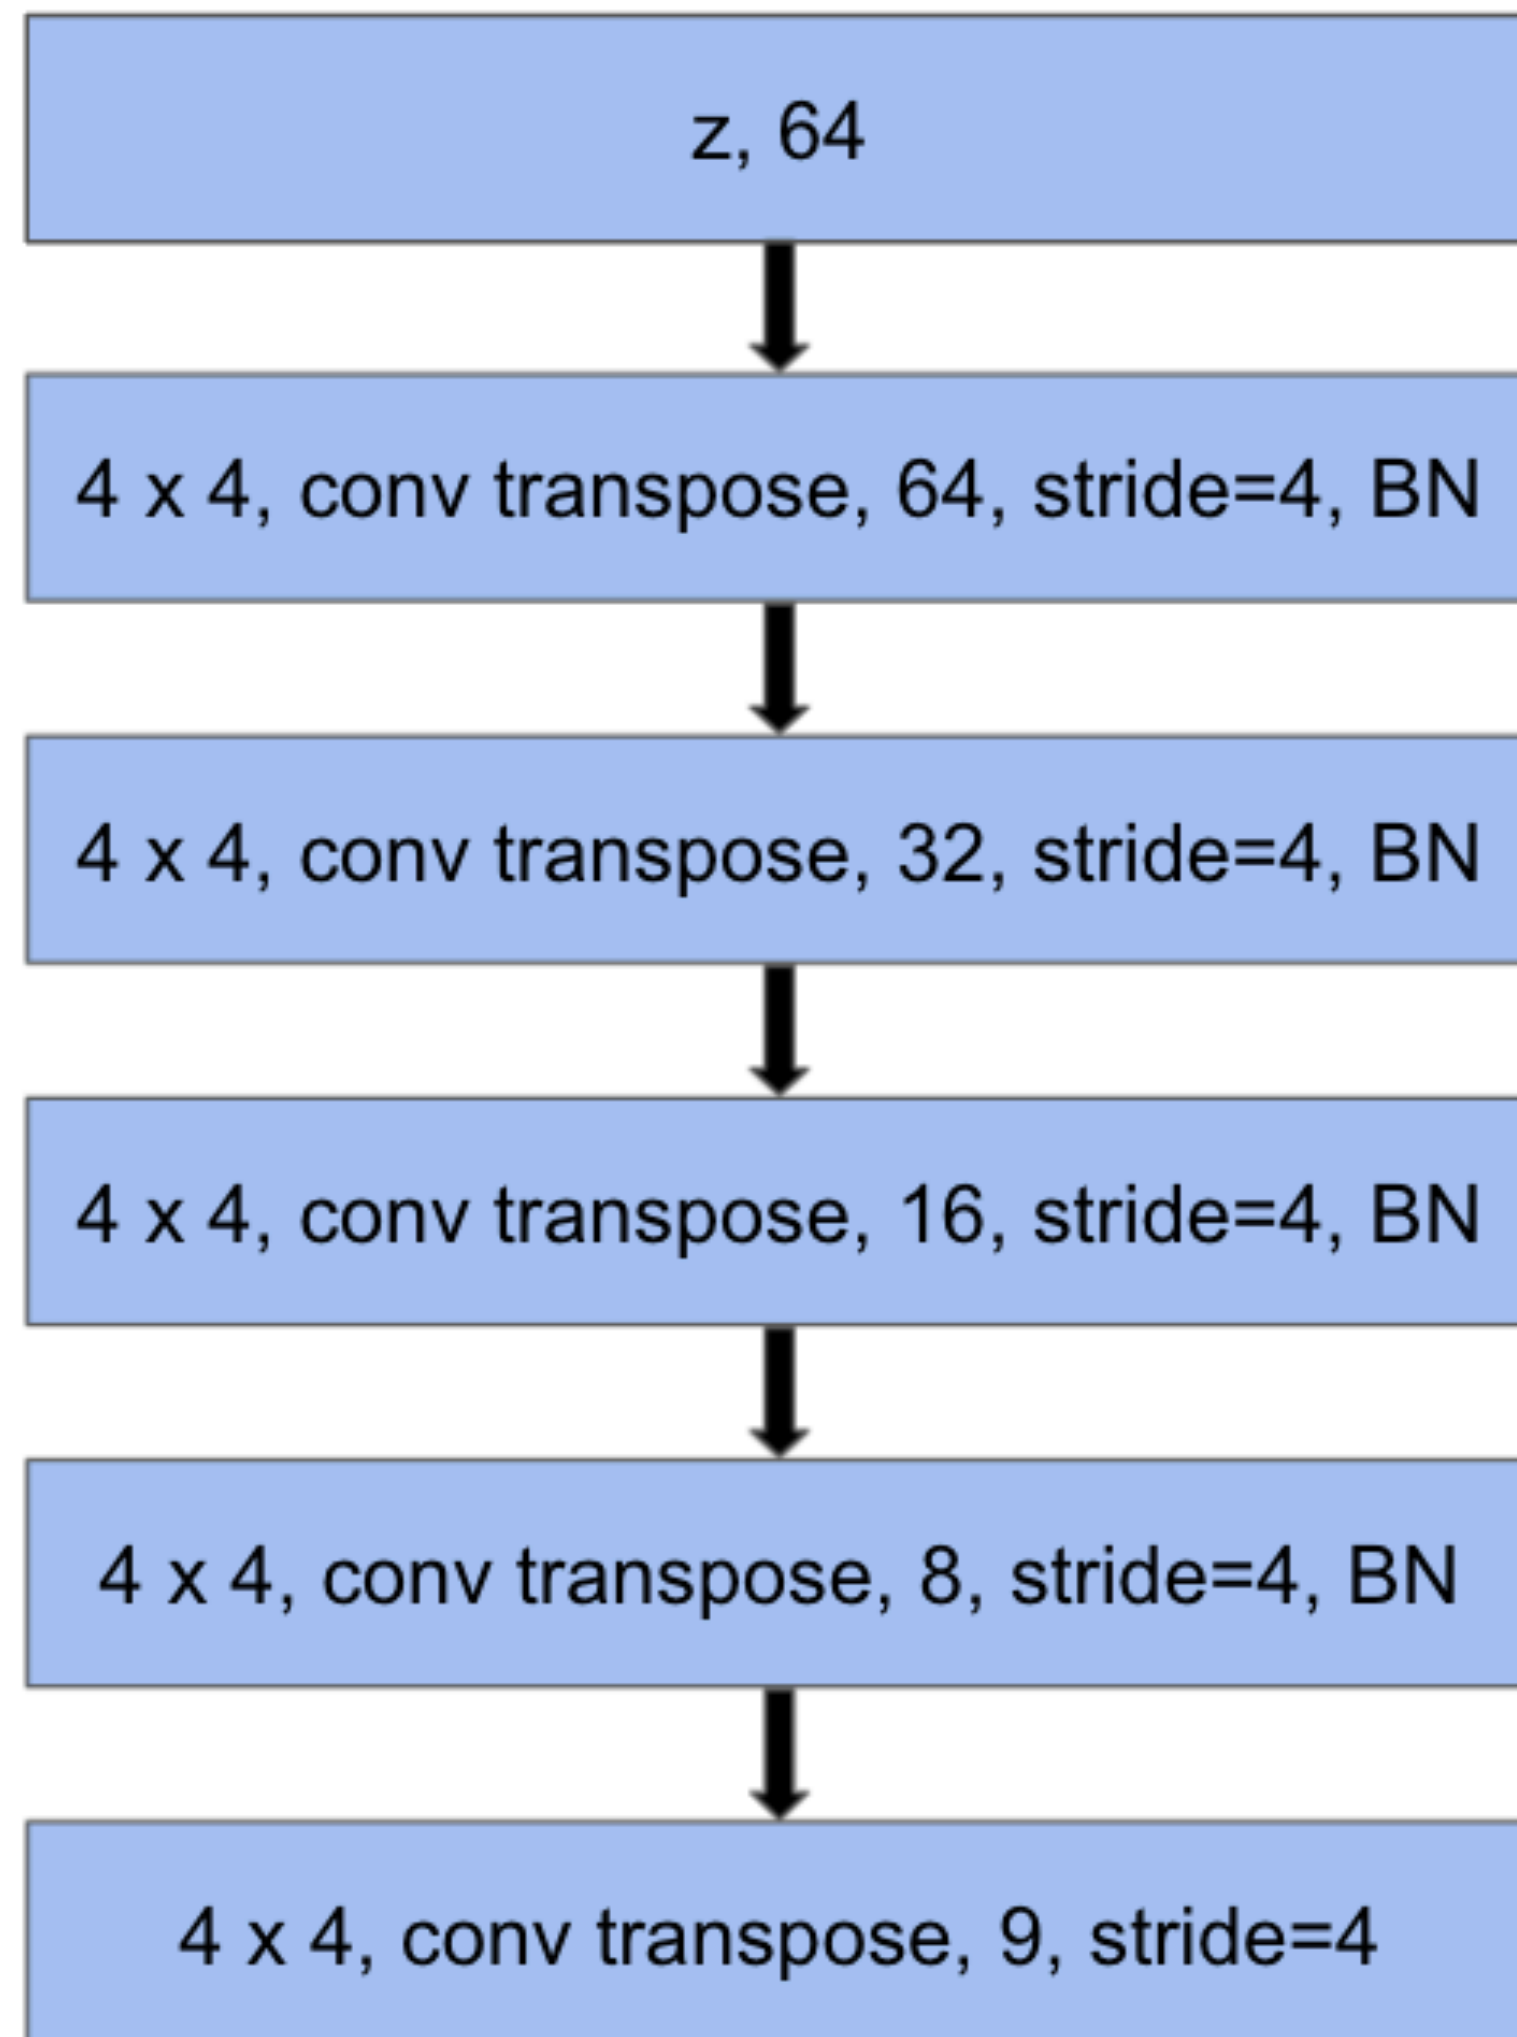 z, 64
4 x 4, conv transpose, 64, stride=4, BN
4 x 4, conv transpose, 32, stride=4, BN
4 x 4, conv transpose, 16, stride=4, BN
4 x 4, conv transpose, 8, stride=4, BN
4 x 4, conv transpose, 9, stride=4